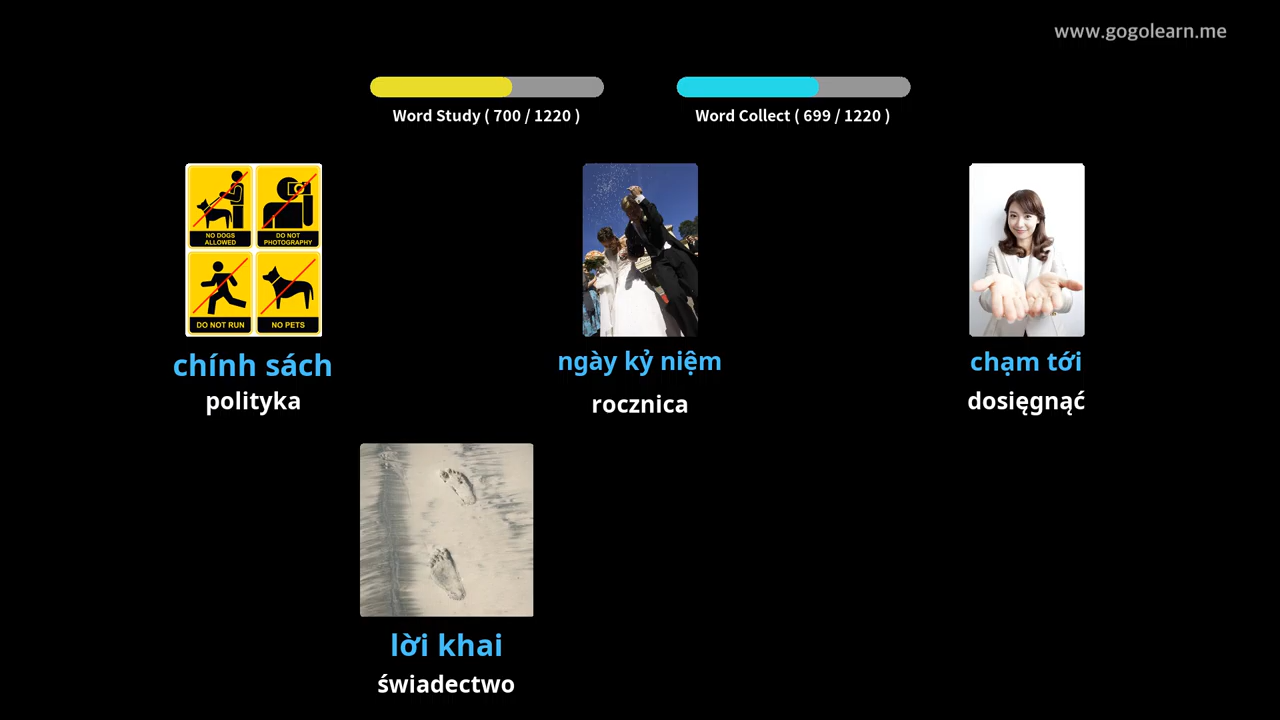 www.gogolearn.me
Word Study ( 700 / 1220 )
Word Collect ( 699 / 1220 )
NO DOGS
ALLOWED
DO NOT
PHOTOGRAPHY
DO NOT RUN
NO PETS
chính sách
polityka
ngày kỷ niệm
rocznica
chạm tới
dosięgnąć
lời khai
świadectwo